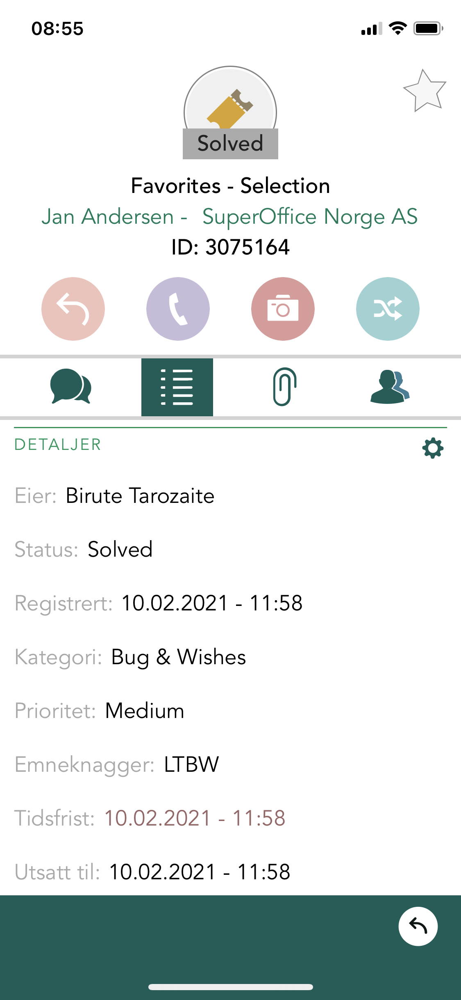 08:55
Solved
Favorites - Selection
Jan Andersen - SuperOffice Norge AS
ID: 3075164
DETALJER
Eier: Birute Tarozaite
Status: Solved
Registrert: 10.02.2021 - 11:58
Kategori: Bug & Wishes
Prioritet: Medium
Emneknagger: LTBW
Tidsfrist: 10.02.2021 - 11:58
Utsatt til: 10.02.2021 - 11:58